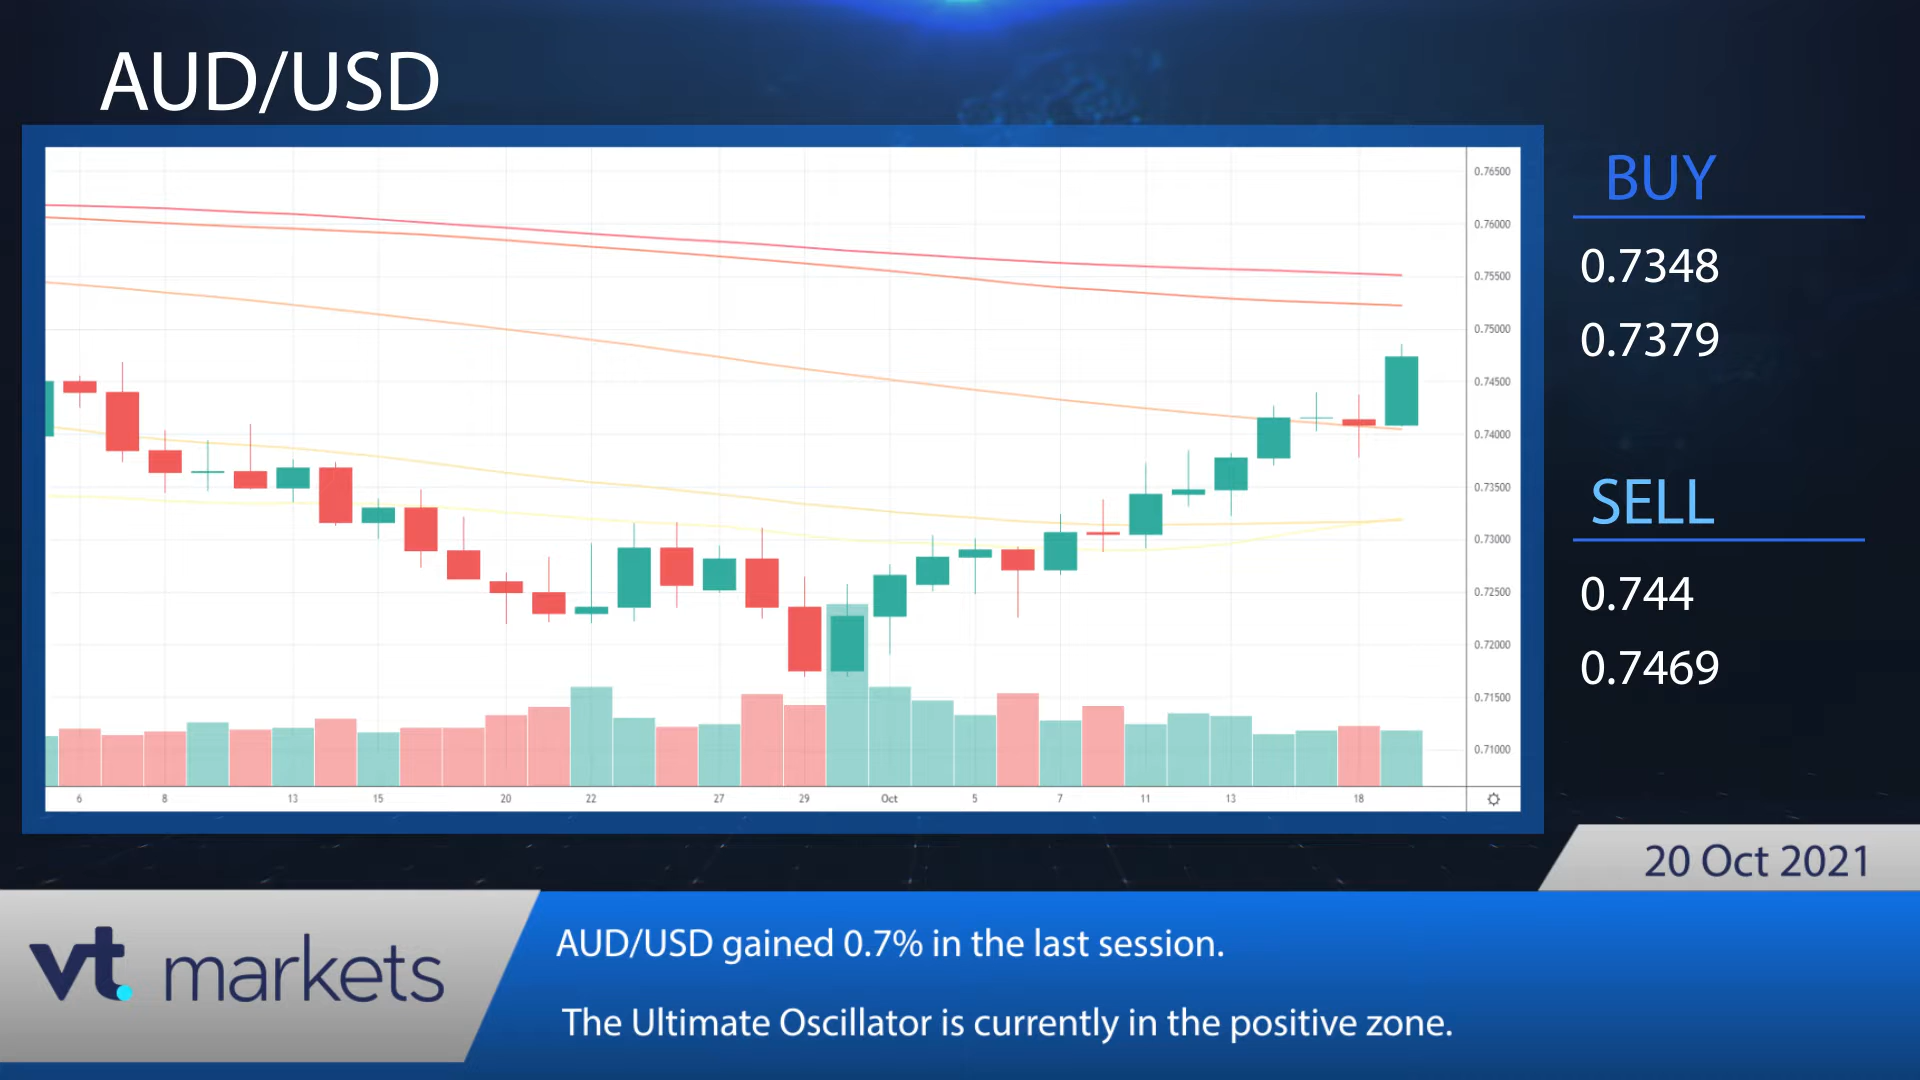 AUD/USD
0.76500
0.76000
0.75500
0.75000
0.74500
0.74000
0.73500
0.73000
0.72500
0.72000
0.71500
0.71000
6 8 13 15 20 22 27 29 Oct 5 7 11 13 18
BUY
0.7348
0.7379
SELL
0.744
0.7469
20 Oct 2021
vt. markets
AUD/USD gained 0.7% in the last session.
The Ultimate Oscillator is currently in the positive zone.